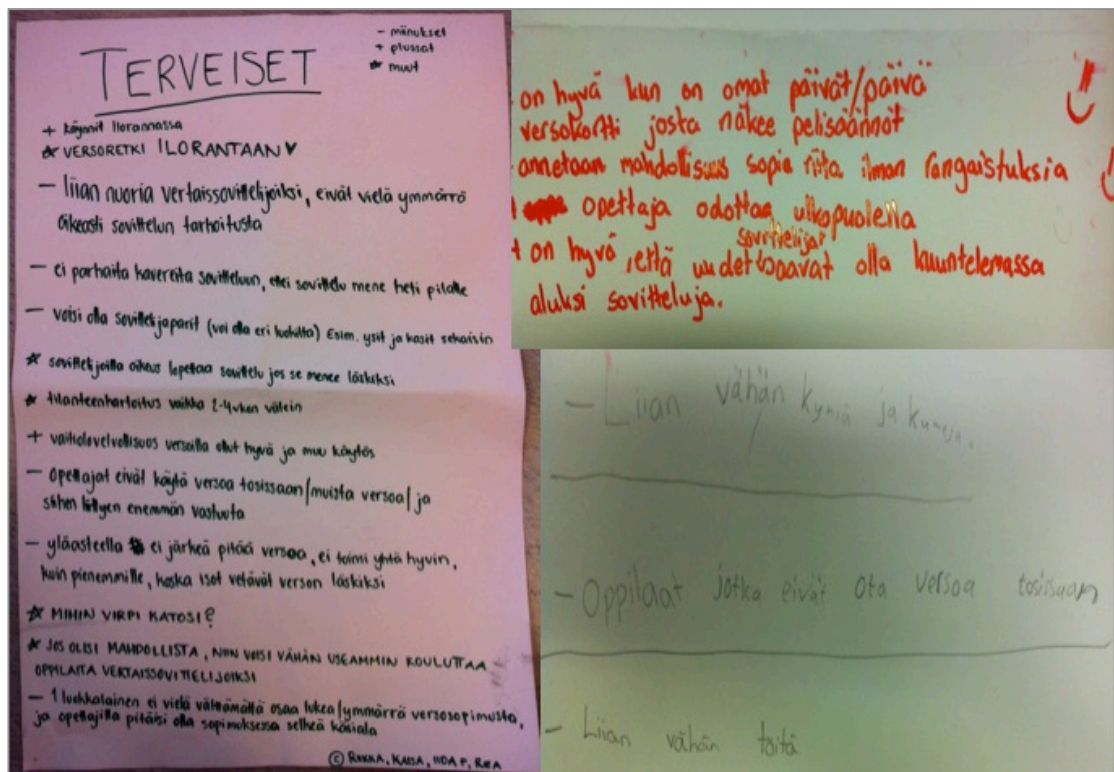 - miinukset
+ plussat
☆ muut
TERVEISET
+ käynnit Ilorannassa
☆ VERSORETKI ILORANTAAN ♥
- liian nuoria vertaissovittelijoiksi, eivät vielä ymmärrä
oikeasti sovittelun tarkoitusta
- ei parhaita kavereita sovitteluun, ettei sovittelu mene heti pilalle
- voisi olla sovittelijaparit (voi olla eri luokilta) Esim. ysit ja kasit sekaisin
☆ sovittelijoilla oikeus lopettaa sovittelu jos se menee läskiksi
☆ tilanteenkartoitus vaikka 2-4 vkon välein
+ vaitiolovelvollisuus versoilla ollut hyvä ja muu käytös
- opettajat eivät käytä versoa tosissaan/muista versoa/ja
siihen liittyen enemmän vastuuta
- yläasteella ei järkeä pitää versoa, ei toimi yhtä hyvin,
kuin pienemmille, koska isot vetävät verson läskiksi
☆ MIHIN VIRPI KATOSI?
☆ JOS OLISI MAHDOLLISTA, NIIN VOISI VÄHÄN USEAMMIN KOULUTTAA
OPPILAITA VERTAISSOVITTELIJOIKSI
- 1 luokkalainen ei vielä välttämättä osaa lukea/ymmärrä versosopimusta,
ja opettajilla pitäisi olla sopimuksessa selkeä käsiala
© RIIKKA, KAISA, IIDA P, REA
on hyvä kun on omat päivät/päivä
versokortti josta näkee pelisäännöt
annetaan mahdollisuus sopia riita ilman rangaistuksia
opettaja odottaa ulkopuolella
on hyvä, että uudet sovittelijat saavat olla kuuntelemassa
aluksi sovitteluja.
- Liian vähän kyniä ja kumeja.
- Oppilaat jotka eivät ota versoa tosissaan
- Liian vähän töitä